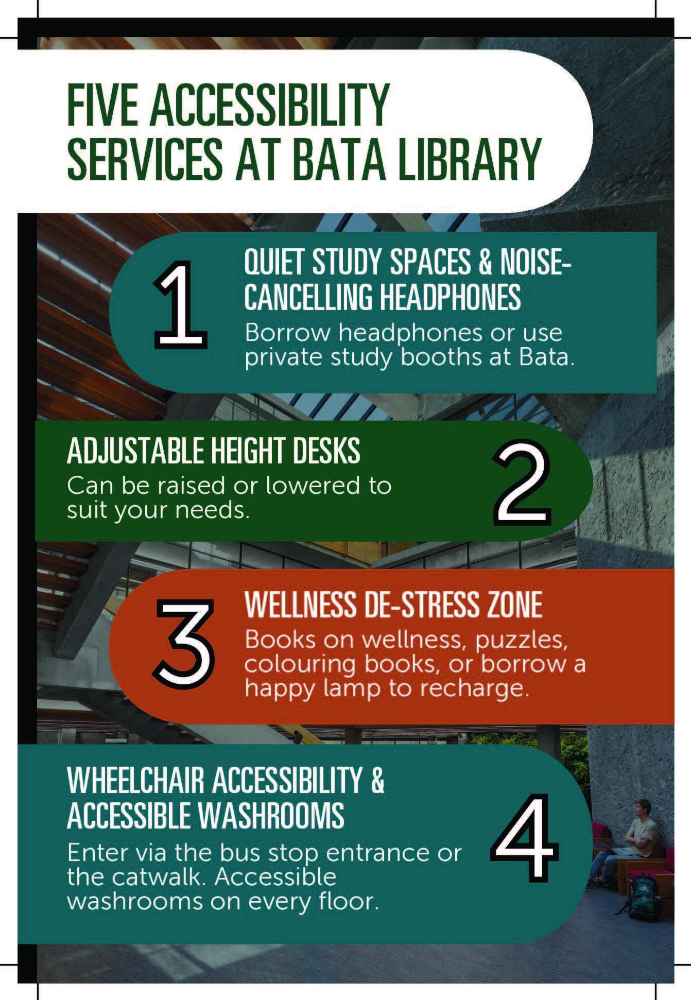 FIVE ACCESSIBILITY
SERVICES AT BATA LIBRARY
1
QUIET STUDY SPACES & NOISE-
CANCELLING HEADPHONES
Borrow headphones or use
private study booths at Bata.
ADJUSTABLE HEIGHT DESKS
Can be raised or lowered to
suit your needs.
2
3
WELLNESS DE-STRESS ZONE
Books on wellness, puzzles,
colouring books, or borrow a
happy lamp to recharge.
WHEELCHAIR ACCESSIBILITY &
ACCESSIBLE WASHROOMS
Enter via the bus stop entrance or
the catwalk. Accessible
washrooms on every floor.
4